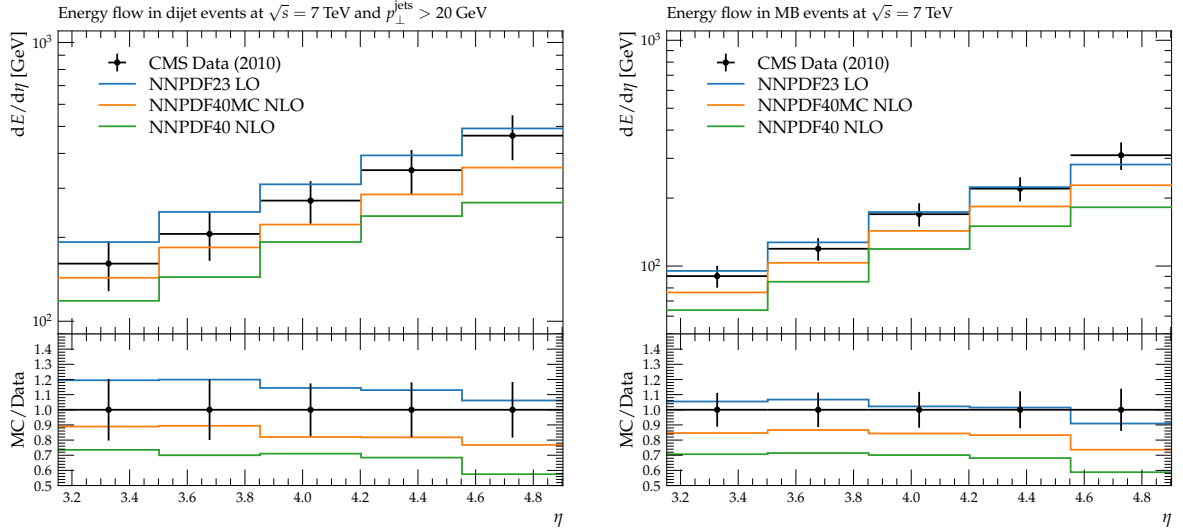 Energy flow in dijet events at √s = 7 TeV and p⊥^jets > 20 GeV
dE/dη [GeV]
10³
10²
CMS Data (2010)
NNPDF23 LO
NNPDF40MC NLO
NNPDF40 NLO
MC/Data
1.4
1.3
1.2
1.1
1.0
0.9
0.8
0.7
0.6
0.5
3.2 3.4 3.6 3.8 4.0 4.2 4.4 4.6 4.8
η
Energy flow in MB events at √s = 7 TeV
dE/dη [GeV]
10³
10²
CMS Data (2010)
NNPDF23 LO
NNPDF40MC NLO
NNPDF40 NLO
MC/Data
1.4
1.3
1.2
1.1
1.0
0.9
0.8
0.7
0.6
0.5
3.2 3.4 3.6 3.8 4.0 4.2 4.4 4.6 4.8
η